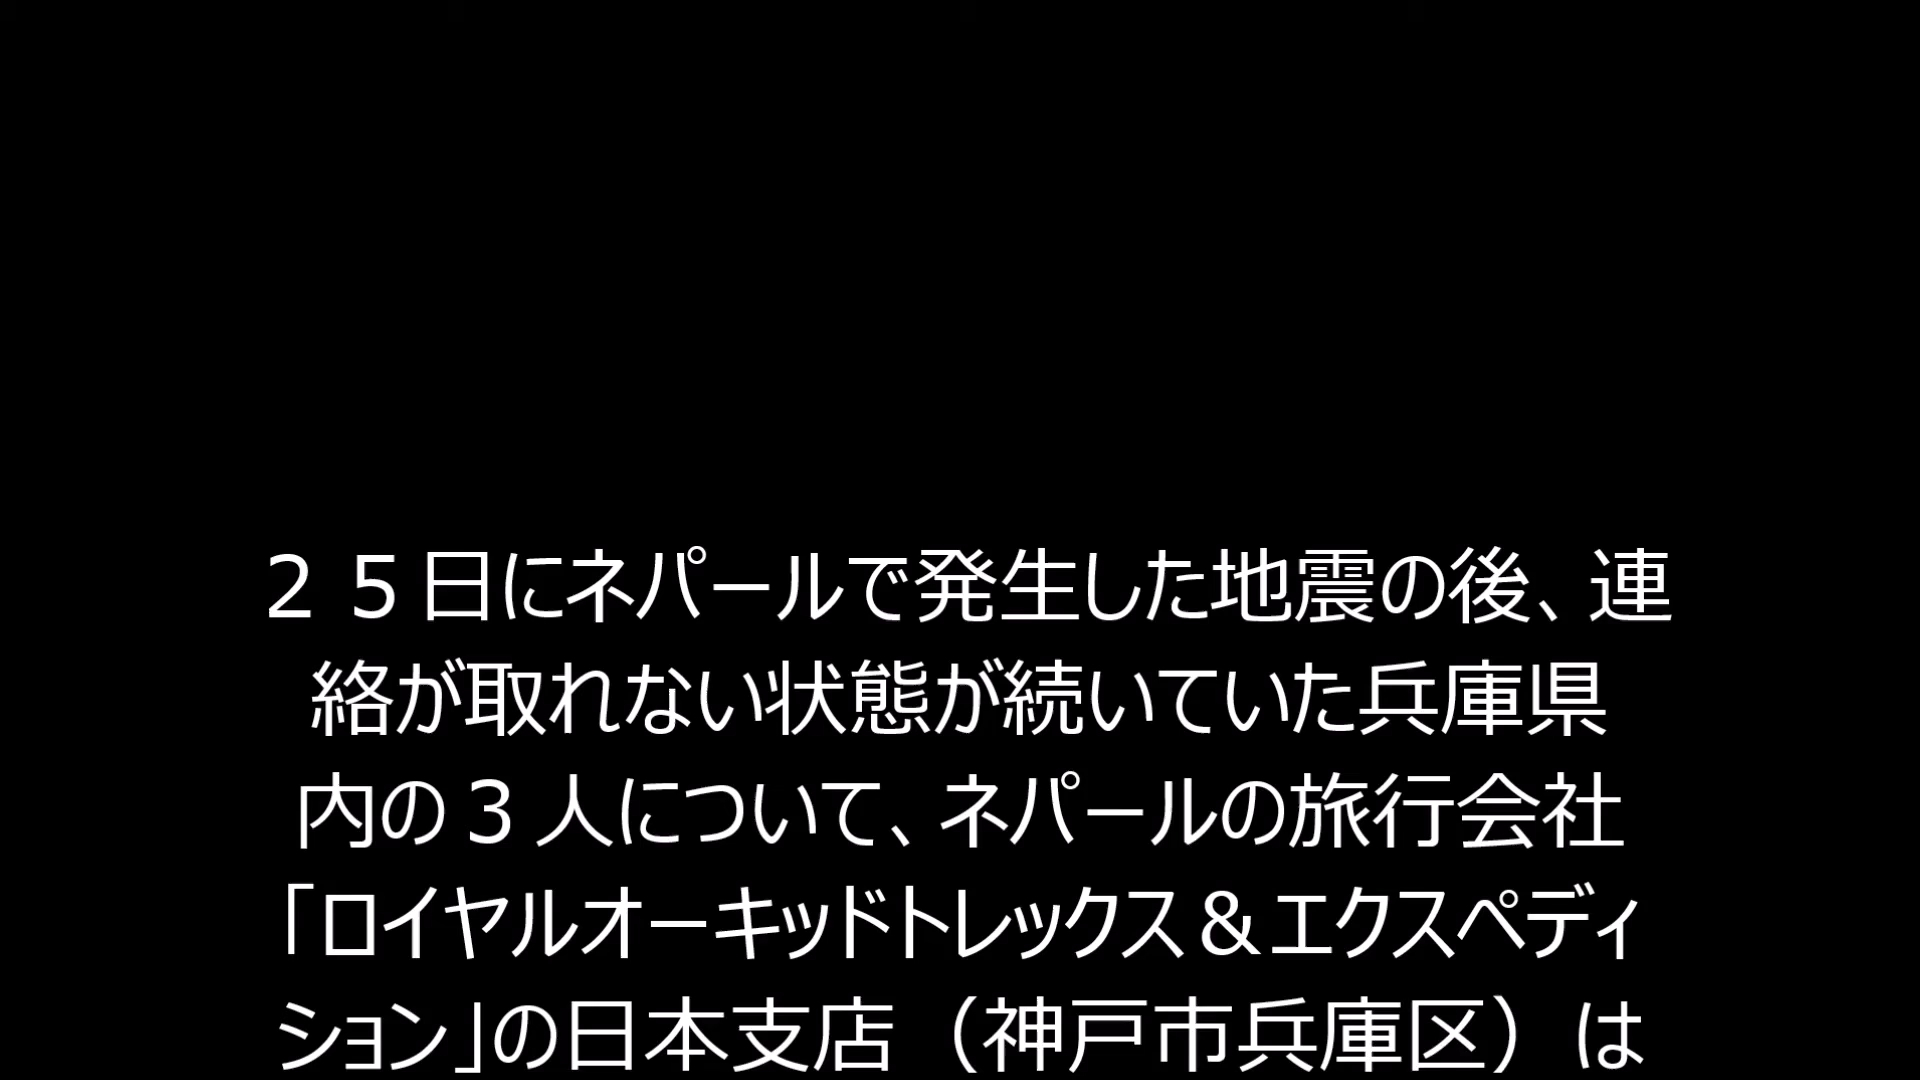 ２５日にネパールで発生した地震の後、連
絡が取れない状態が続いていた兵庫県
内の３人について、ネパールの旅行会社
「ロイヤルオーキッドトレックス＆エクスペディ
ション」の日本支店（神戸市兵庫区）は